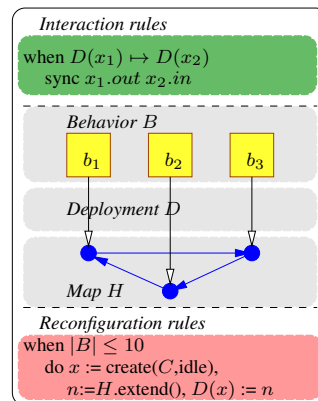 Interaction rules
when D(x₁) ↦ D(x₂)
sync x₁.out x₂.in
Behavior B
b₁ b₂ b₃
Deployment D
Map H
Reconfiguration rules
when |B| ≤ 10
do x := create(C,idle),
n:=H.extend(), D(x) := n